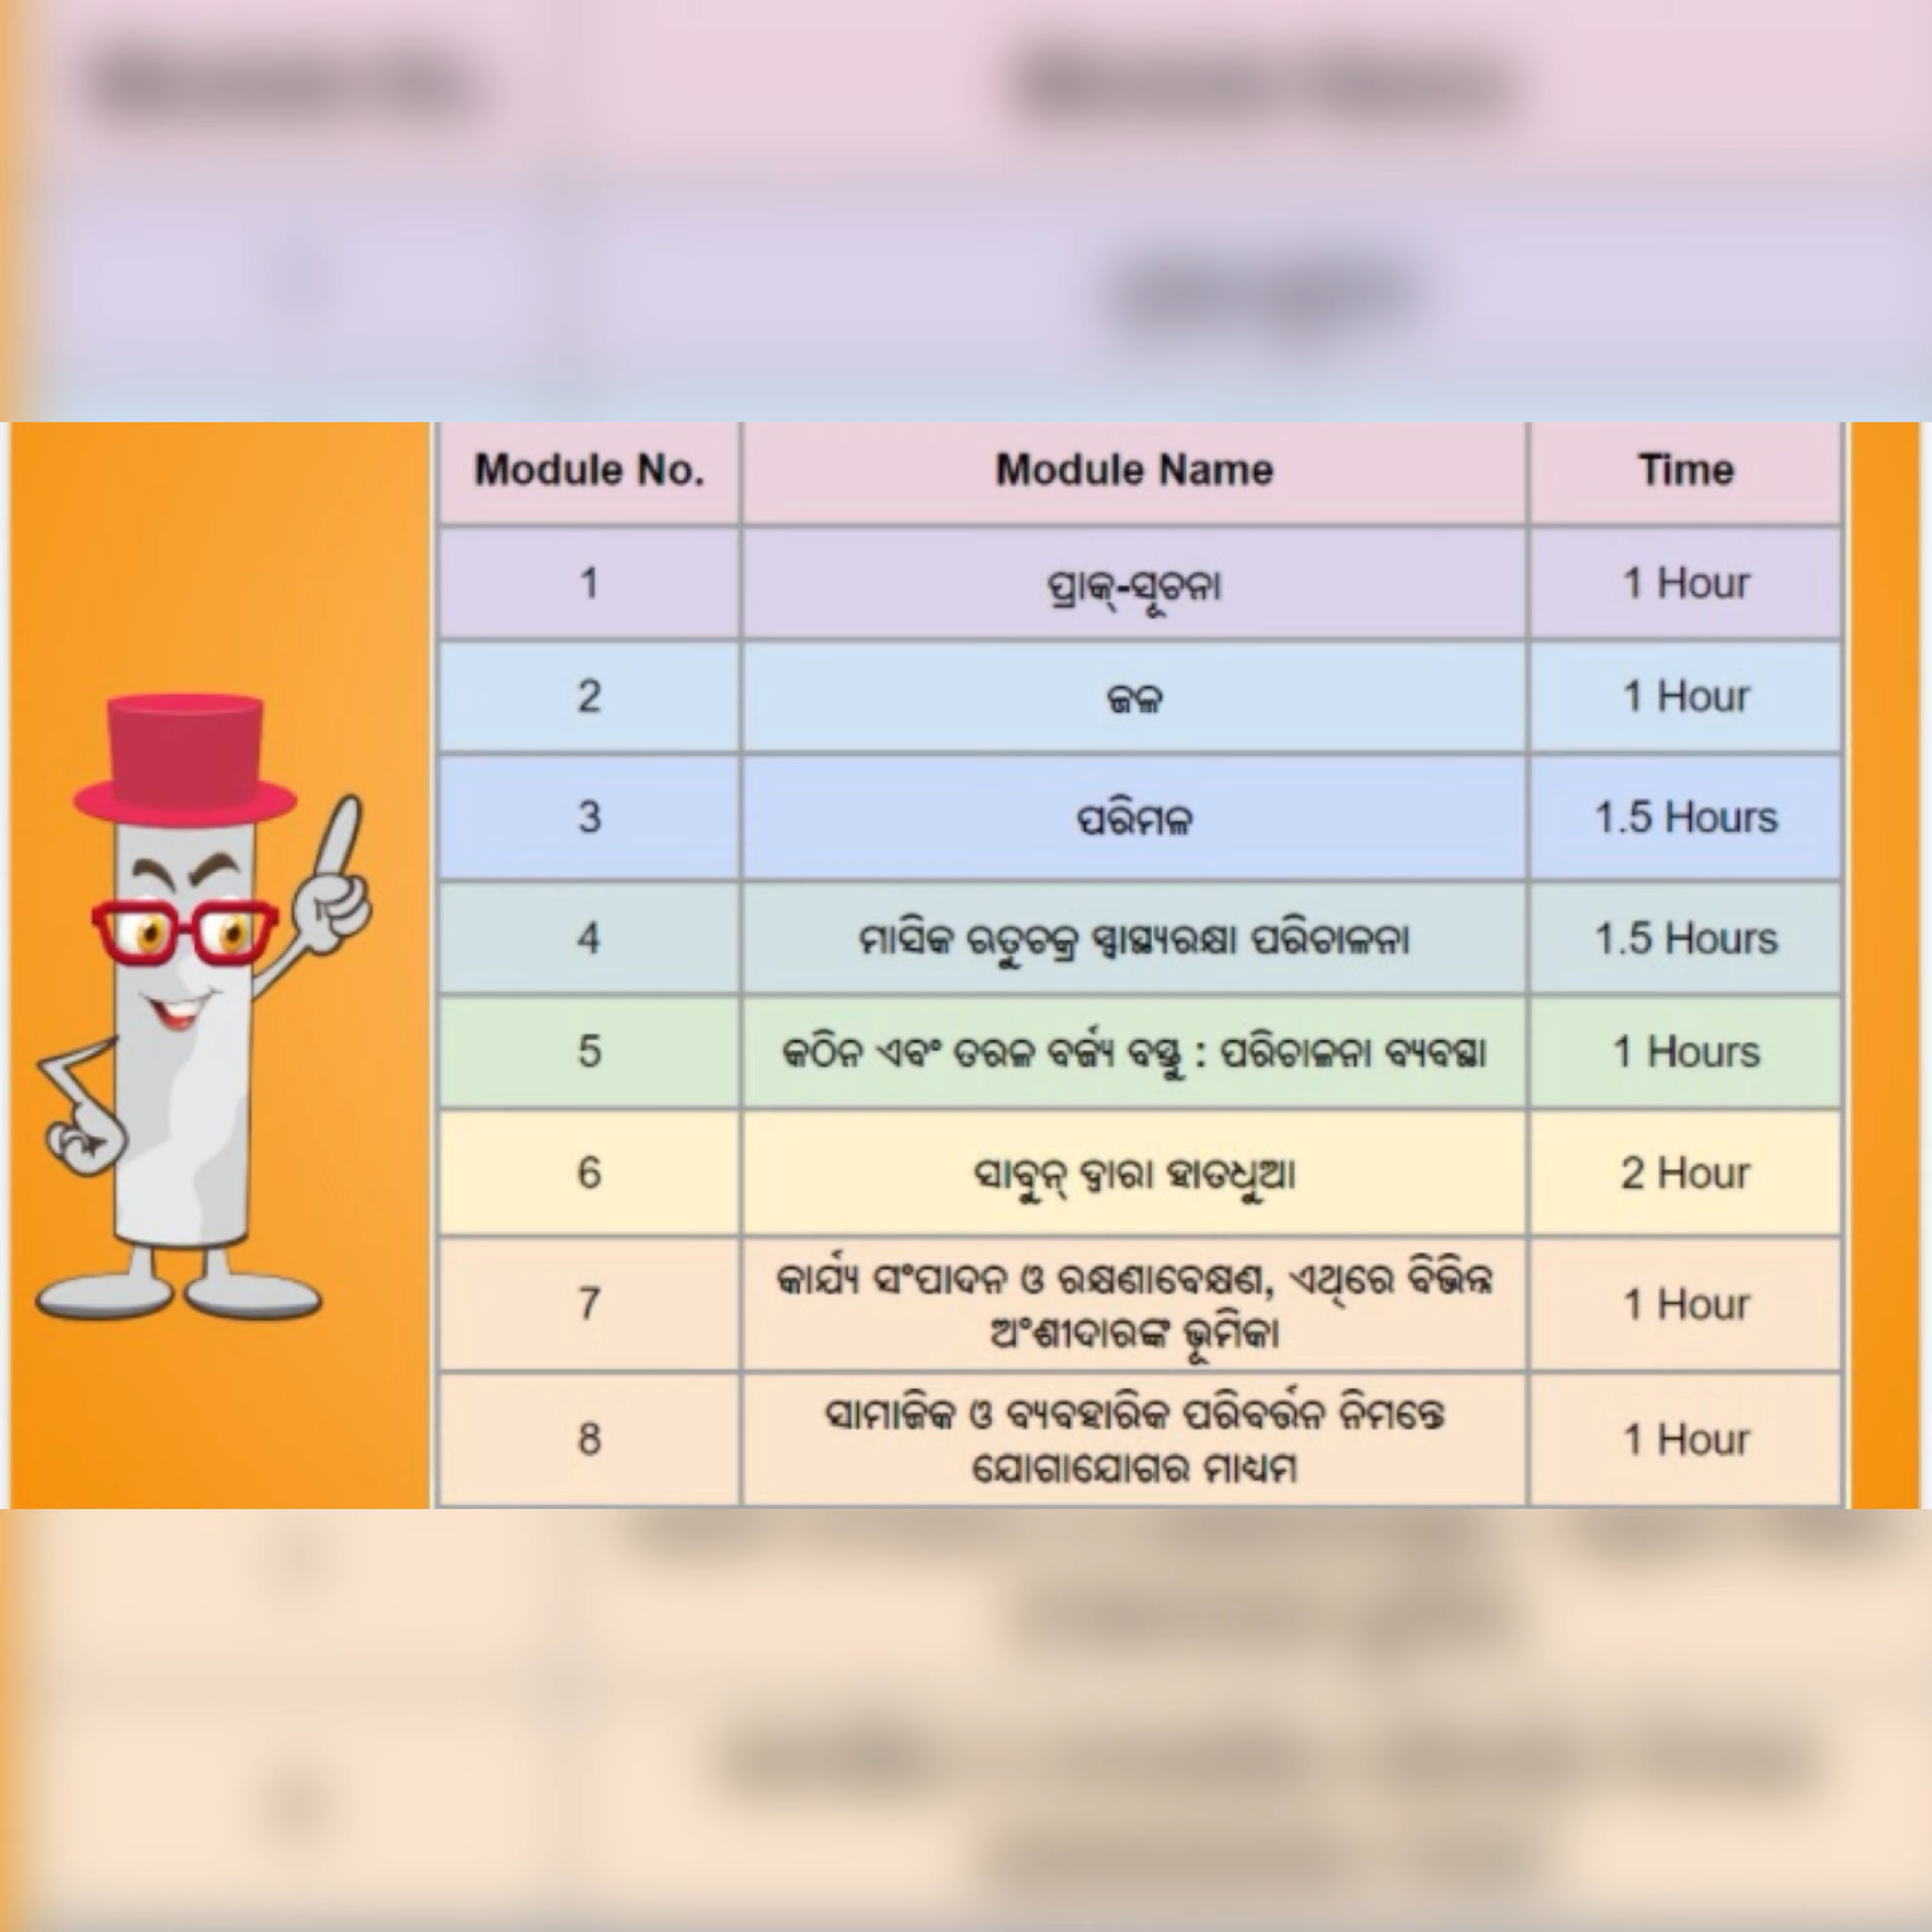 Module No. Module Name Time
1 ପ୍ରାକ୍-ସୂଚନା 1 Hour
2 ଜଳ 1 Hour
3 ପରିମଳ 1.5 Hours
4 ମାସିକ ଋତୁଚକ୍ର ସ୍ୱାସ୍ଥ୍ୟରକ୍ଷା ପରିଚାଳନା 1.5 Hours
5 କଠିନ ଏବଂ ତରଳ ବର୍ଜ୍ୟ ବସ୍ତୁ : ପରିଚାଳନା ବ୍ୟବସ୍ଥା 1 Hours
6 ସାବୁନ୍ ଦ୍ୱାରା ହାତଧୁଆ 2 Hour
7 କାର୍ଯ୍ୟ ସଂପାଦନ ଓ ରକ୍ଷଣାବେକ୍ଷଣ, ଏଥିରେ ବିଭିନ୍ନ
ଅଂଶୀଦାରଙ୍କ ଭୂମିକା 1 Hour
8 ସାମାଜିକ ଓ ବ୍ୟବହାରିକ ପରିବର୍ତ୍ତନ ନିମନ୍ତେ
ଯୋଗାଯୋଗର ମାଧ୍ୟମ 1 Hour